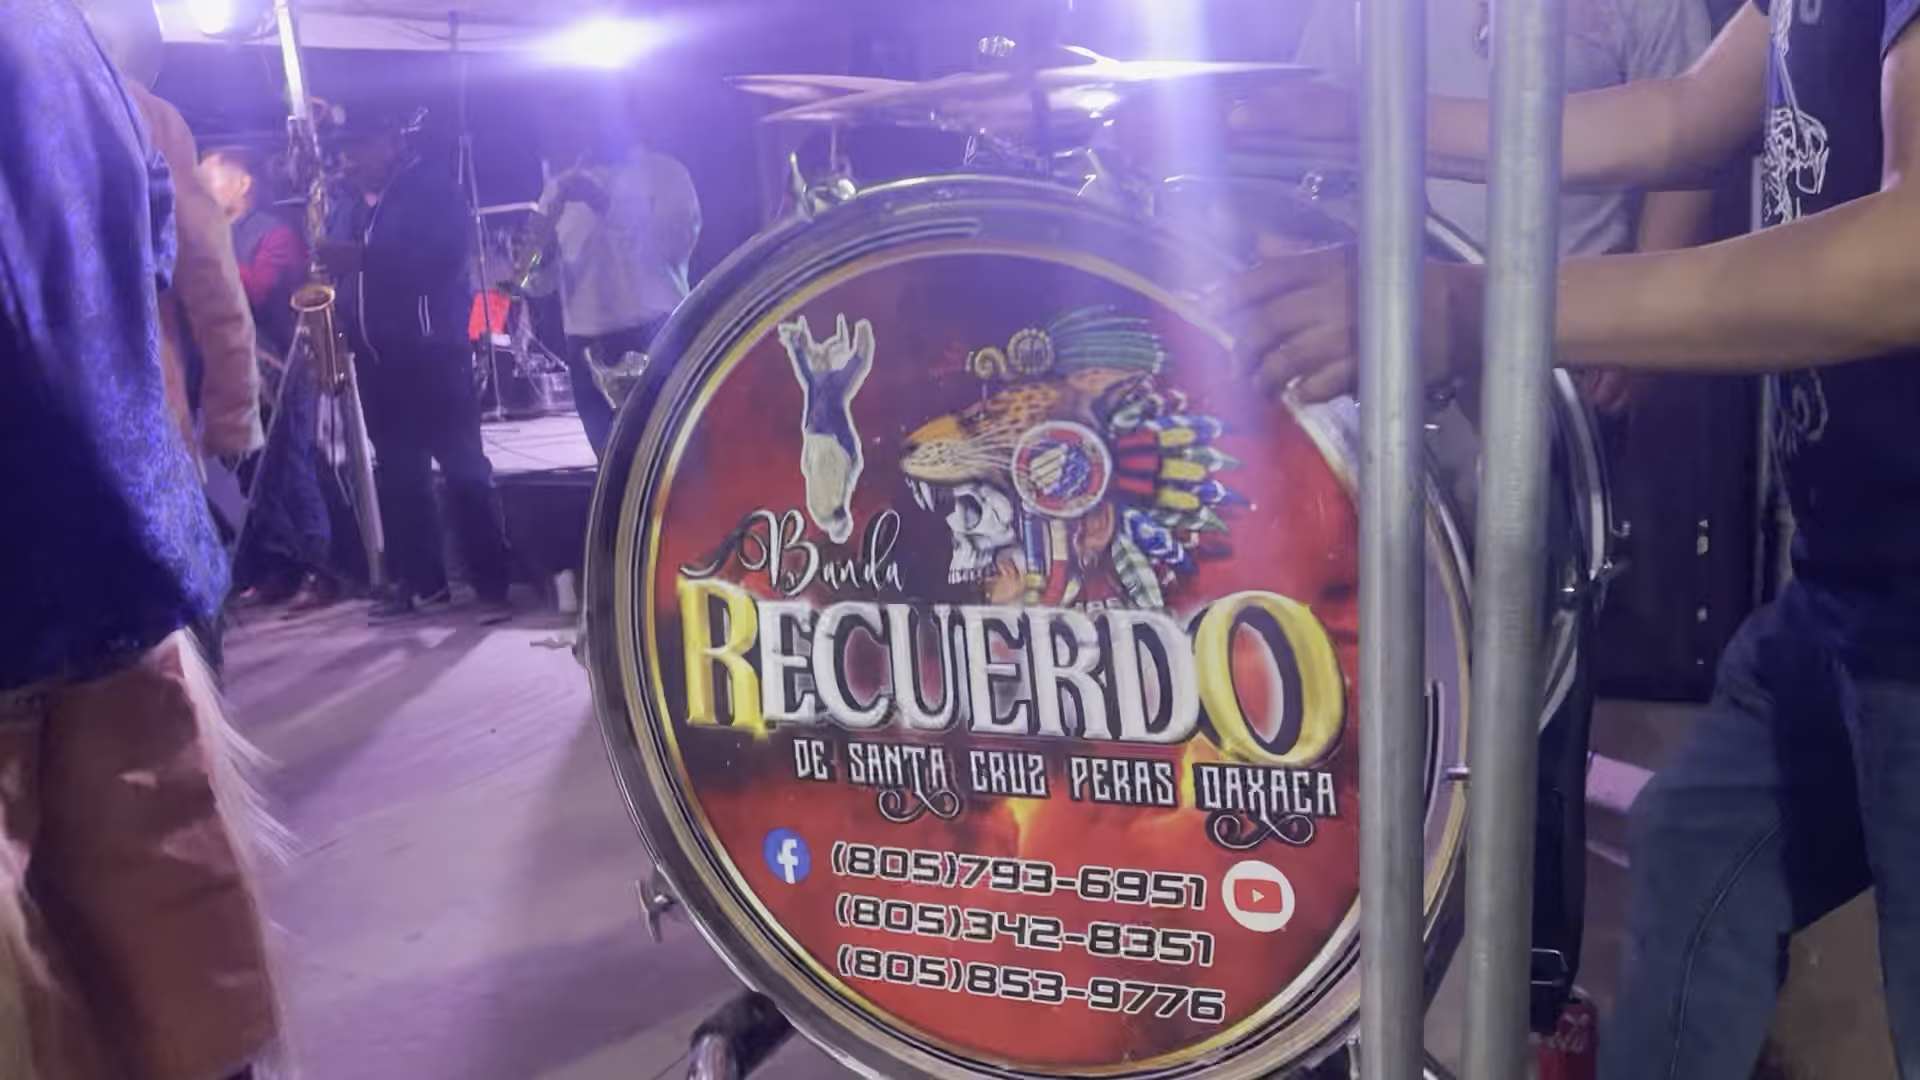 Banda
RECUERDO
DE SANTA CRUZ PERAS OAXACA
(805)793-6951
(805)342-8351
(805)853-9776